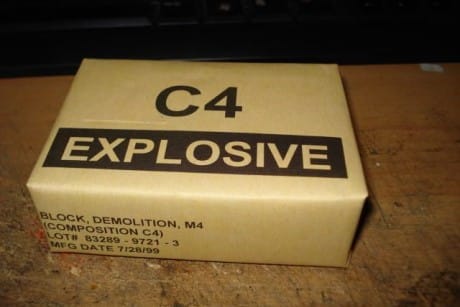 C4
EXPLOSIVE
BLOCK, DEMOLITION, M4
(COMPOSITION C4)
LOT# 83289 - 9721 - 3
MFG DATE 7/28/99